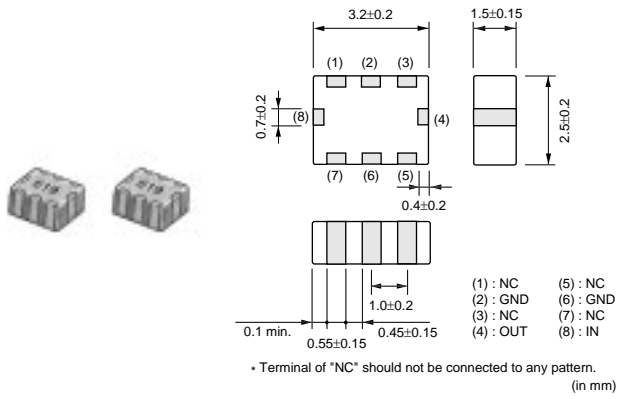 3.2±0.2
1.5±0.15
(1) (2) (3)
0.7±0.2
(8)
(4)
2.5±0.2
(7) (6) (5)
0.4±0.2
1.0±0.2
0.1 min.
0.45±0.15
0.55±0.15
(1) : NC (5) : NC
(2) : GND (6) : GND
(3) : NC (7) : NC
(4) : OUT (8) : IN
* Terminal of "NC" should not be connected to any pattern.
(in mm)